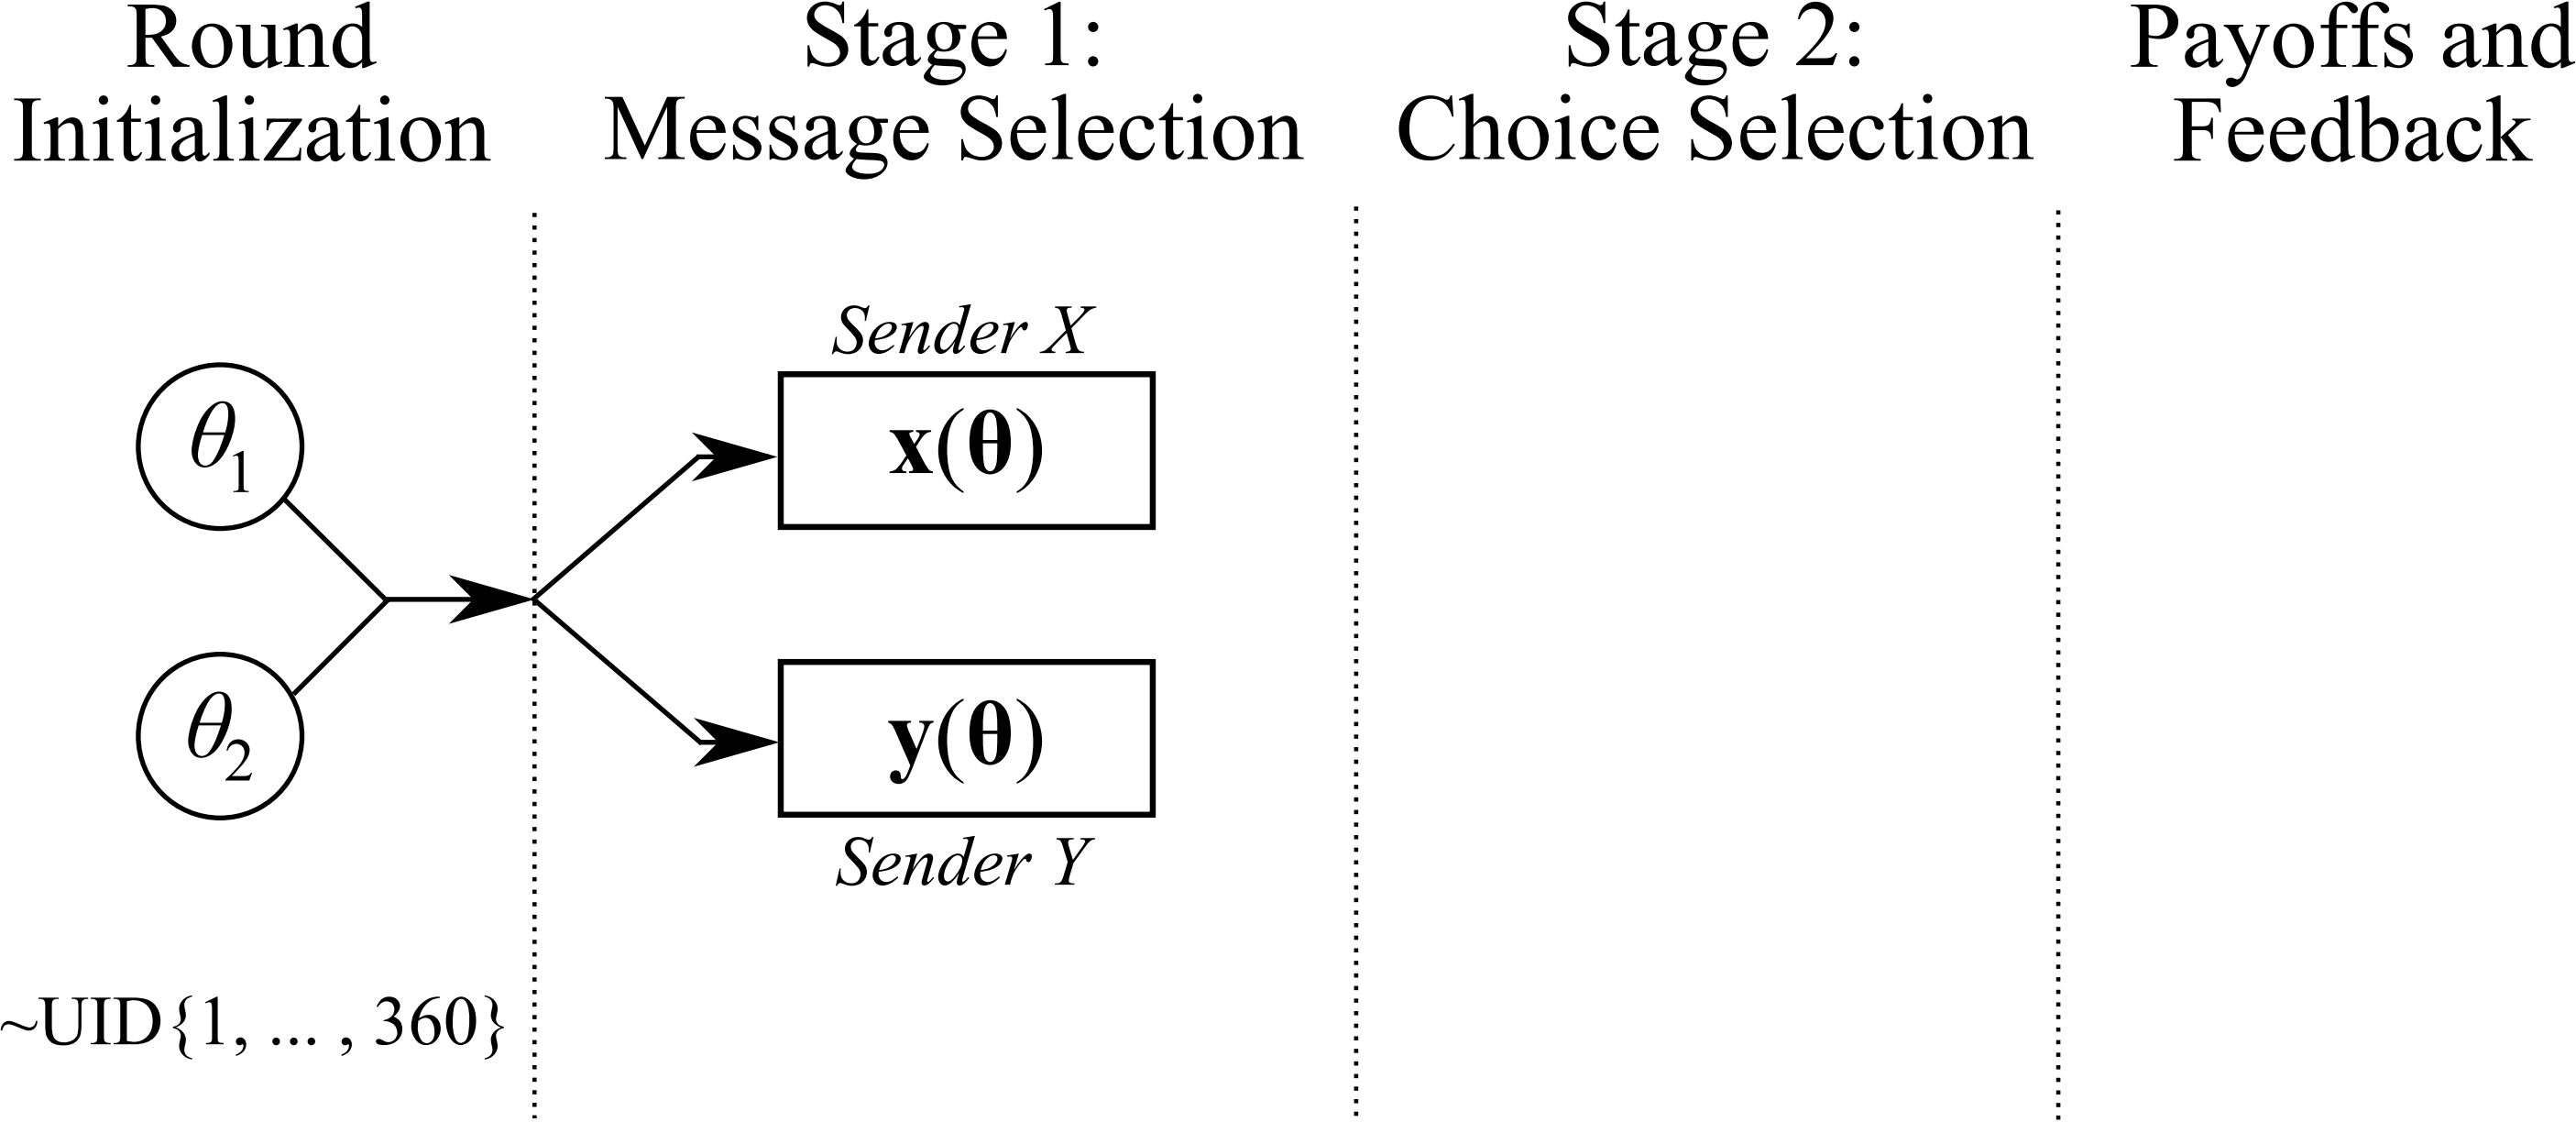 Round
Initialization
Stage 1:
Message Selection
Stage 2:
Choice Selection
Payoffs and
Feedback
Sender X
θ1
x(θ)
θ2
y(θ)
Sender Y
~UID{1, ... , 360}